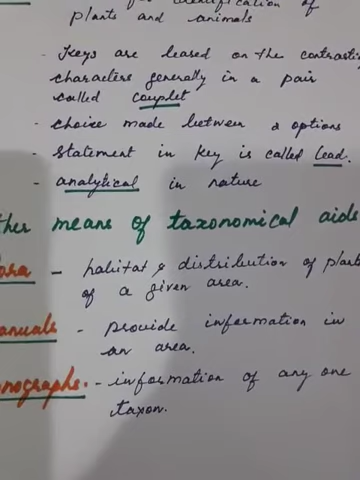 plants and animals
- Keys are based on the contrasting
characters generally in a pair
called couplet
- choice made between 2 options
- Statement in Key is called Lead.
- analytical in nature
means of taxonomical aids
- habitat & distribution of plants
of a given area.
- provide information in
an area.
- information of any one
taxon.